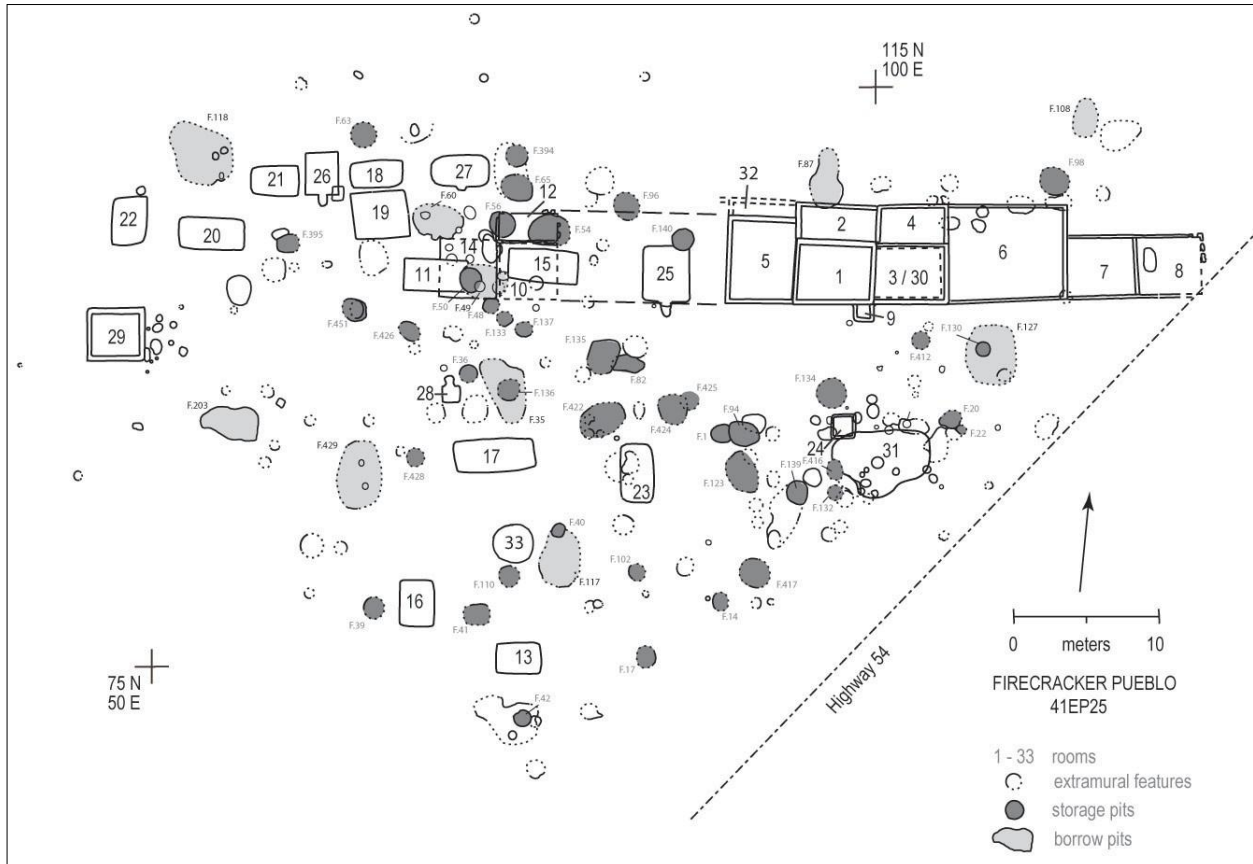 115 N
100 E
F.118
F.63
F.108
F.394
F.87
F.98
26
27
18
21
F.65
32
12
F.96
22
19
F.60
F.56
2
4
20
F.54
F.140
F.395
14
6
5
15
25
1
3 / 30
7
8
11
10
F.50
F.49
F.48
9
F.451
F.133
F.137
29
F.426
F.130
F.127
F.135
F.412
F.36
F.82
28
F.136
F.134
F.425
F.203
F.35
F.422
F.424
F.94
F.20
F.1
F.22
F.429
24
31
17
F.428
F.139
F.416
F.123
23
F.132
F.40
33
F.102
F.110
F.117
F.417
16
F.39
F.41
F.14
0 meters 10
13
F.17
75 N
50 E
Highway 54
FIRECRACKER PUEBLO
41EP25
F.42
1 - 33 rooms
extramural features
storage pits
borrow pits